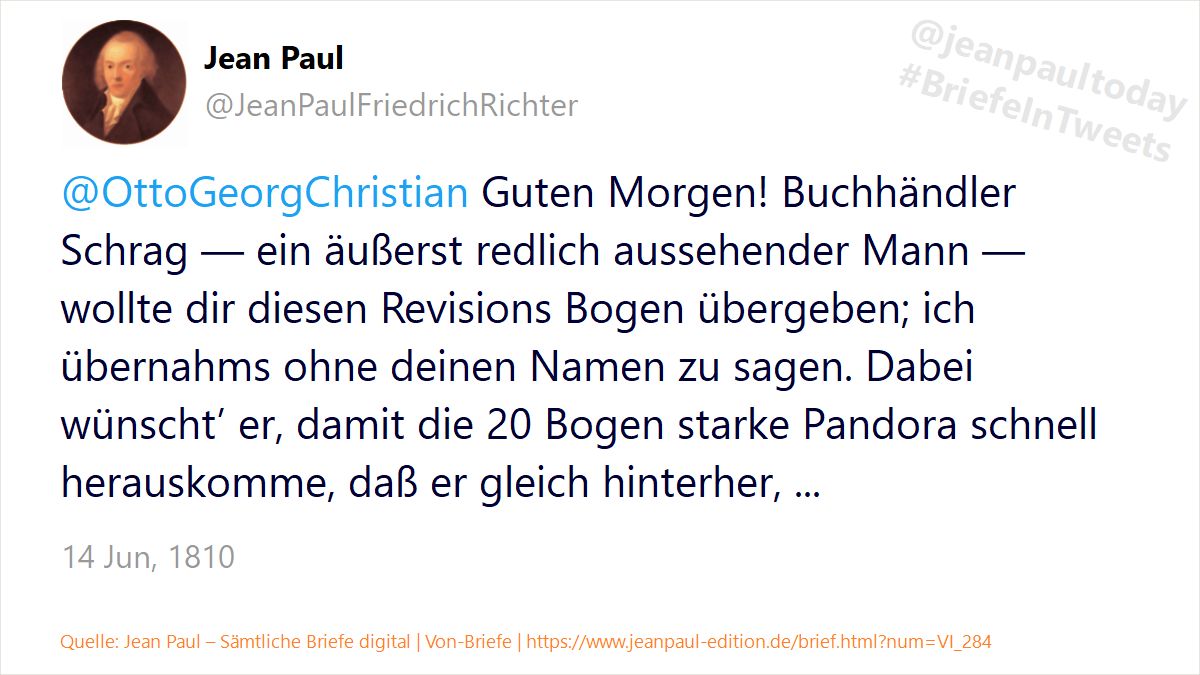 Jean Paul
@JeanPaulFriedrichRichter
@jeanpaultoday
#BriefeInTweets
@OttoGeorgChristian Guten Morgen! Buchhändler
Schrag — ein äußerst redlich aussehender Mann —
wollte dir diesen Revisions Bogen übergeben; ich
übernahms ohne deinen Namen zu sagen. Dabei
wünscht’ er, damit die 20 Bogen starke Pandora schnell
herauskomme, daß er gleich hinterher, ...
14 Jun, 1810
Quelle: Jean Paul – Sämtliche Briefe digital | Von-Briefe | https://www.jeanpaul-edition.de/brief.html?num=VI_284